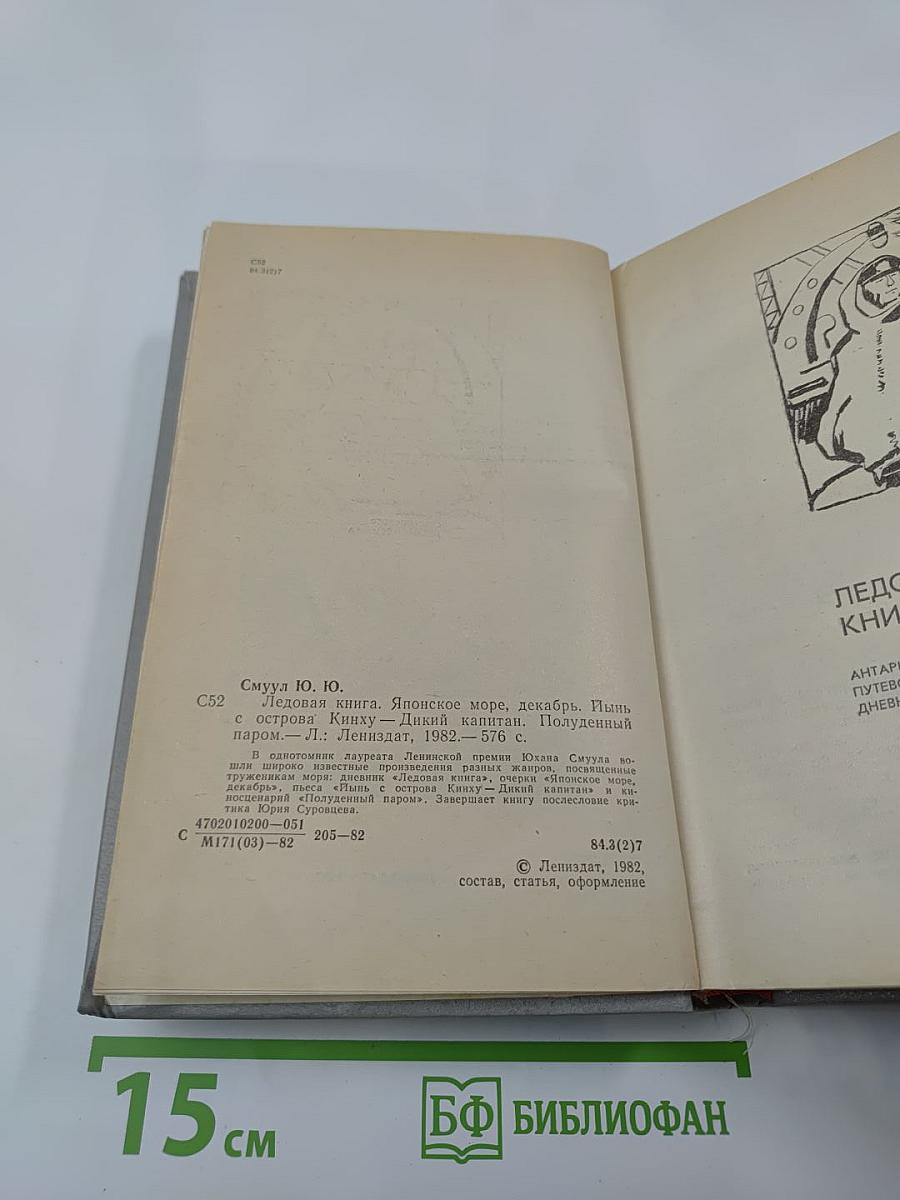 С52
84.3(2)7
Смуул Ю. Ю.
С52 Ледовая книга. Японское море, декабрь. Йынь
с острова Кинху — Дикий капитан. Полуденный
паром.— Л.: Лениздат, 1982.— 576 с.
В однотомник лауреата Ленинской премии Юхана Смуула во-
шли широко известные произведения разных жанров, посвященные
труженикам моря: дневник «Ледовая книга», очерки «Японское море,
декабрь», пьеса «Йынь с острова Кинху — Дикий капитан» и ки-
носценарий «Полуденный паром». Завершает книгу послесловие кри-
тика Юрия Суровцева.
С 4702010200—051 205—82
М171(03)—82
84.3(2)7
© Лениздат, 1982,
состав, статья, оформление
ЛЕДО
КНИ
АНТАР
ПУТЕВО
ДНЕВН
15 см
БФ БИБЛИОФАН